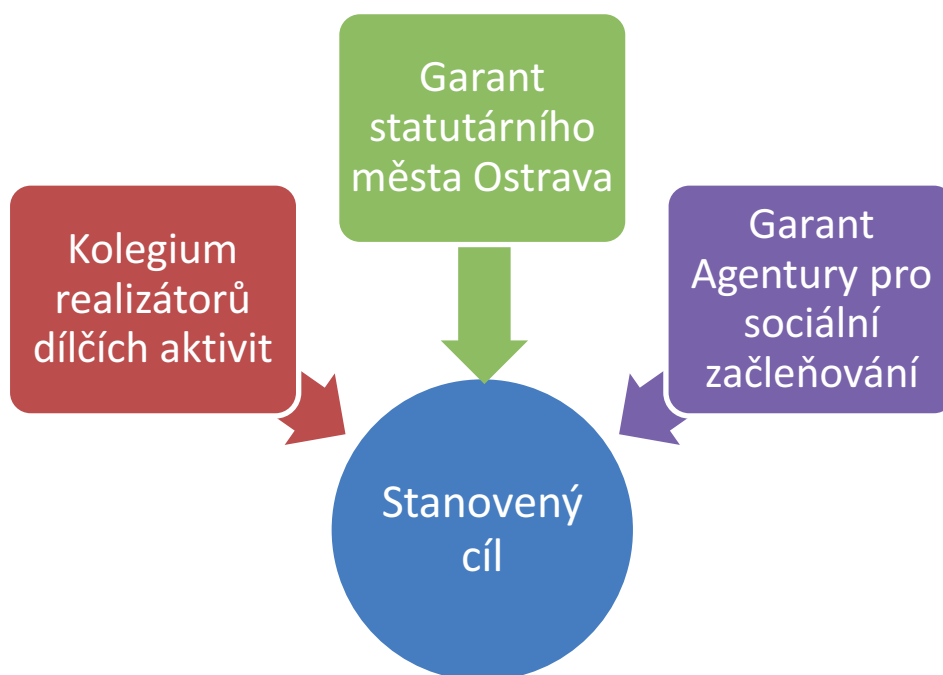 Garant
statutárního
města Ostrava
Kolegium
realizátorů
dílčích aktivit
Garant
Agentury pro
sociální
začleňování
Stanovený
cíl